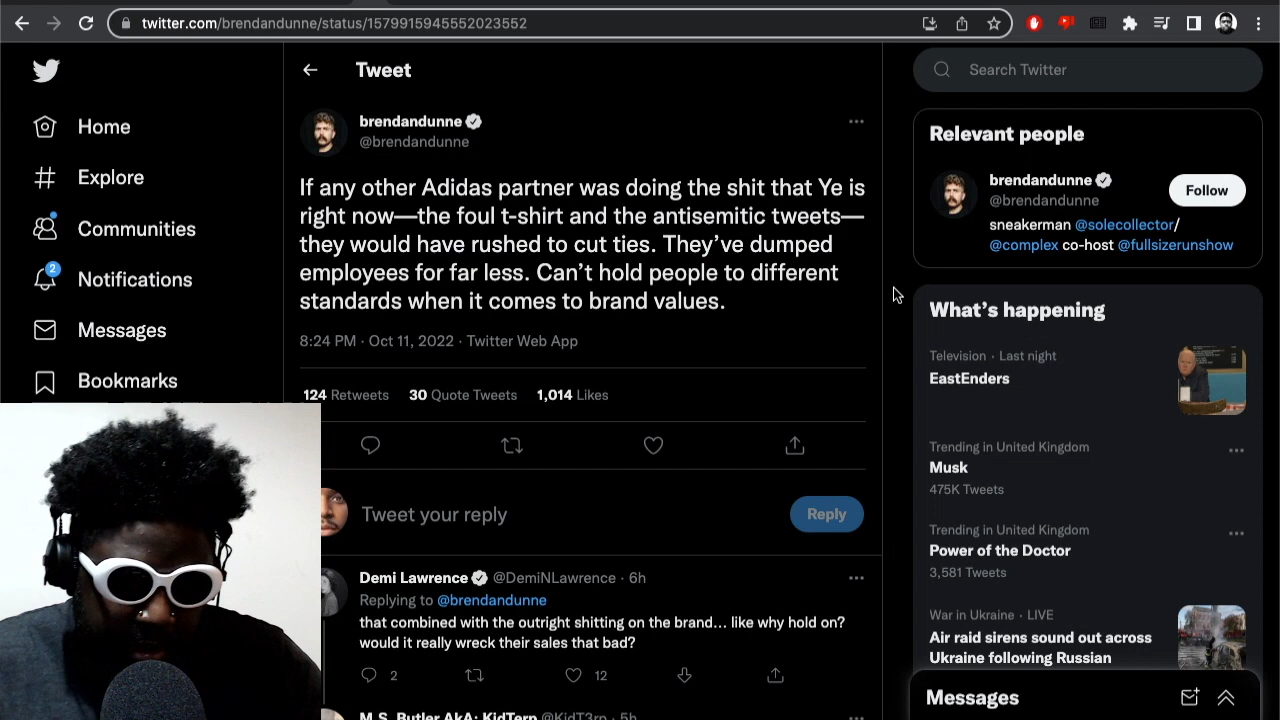 twitter.com/brendandunne/status/1579915945552023552
Home
Explore
Communities
2
Notifications
Messages
Bookmarks
Tweet
brendandunne
@brendandunne
If any other Adidas partner was doing the shit that Ye is
right now—the foul t-shirt and the antisemitic tweets—
they would have rushed to cut ties. They’ve dumped
employees for far less. Can’t hold people to different
standards when it comes to brand values.
8:24 PM · Oct 11, 2022 · Twitter Web App
124 Retweets 30 Quote Tweets 1,014 Likes
Tweet your reply
Reply
Demi Lawrence @DemiNLawrence · 6h
Replying to @brendandunne
that combined with the outright shitting on the brand... like why hold on?
would it really wreck their sales that bad?
2
12
M.S. Butler AkA: KidTerp @KidT3rp · 5h
Search Twitter
Relevant people
brendandunne
@brendandunne
Follow
sneakerman @solecollector/
@complex co-host @fullsizerunshow
What’s happening
Television · Last night
EastEnders
Trending in United Kingdom
Musk
475K Tweets
Trending in United Kingdom
Power of the Doctor
3,581 Tweets
War in Ukraine · LIVE
Air raid sirens sound out across
Ukraine following Russian
Messages